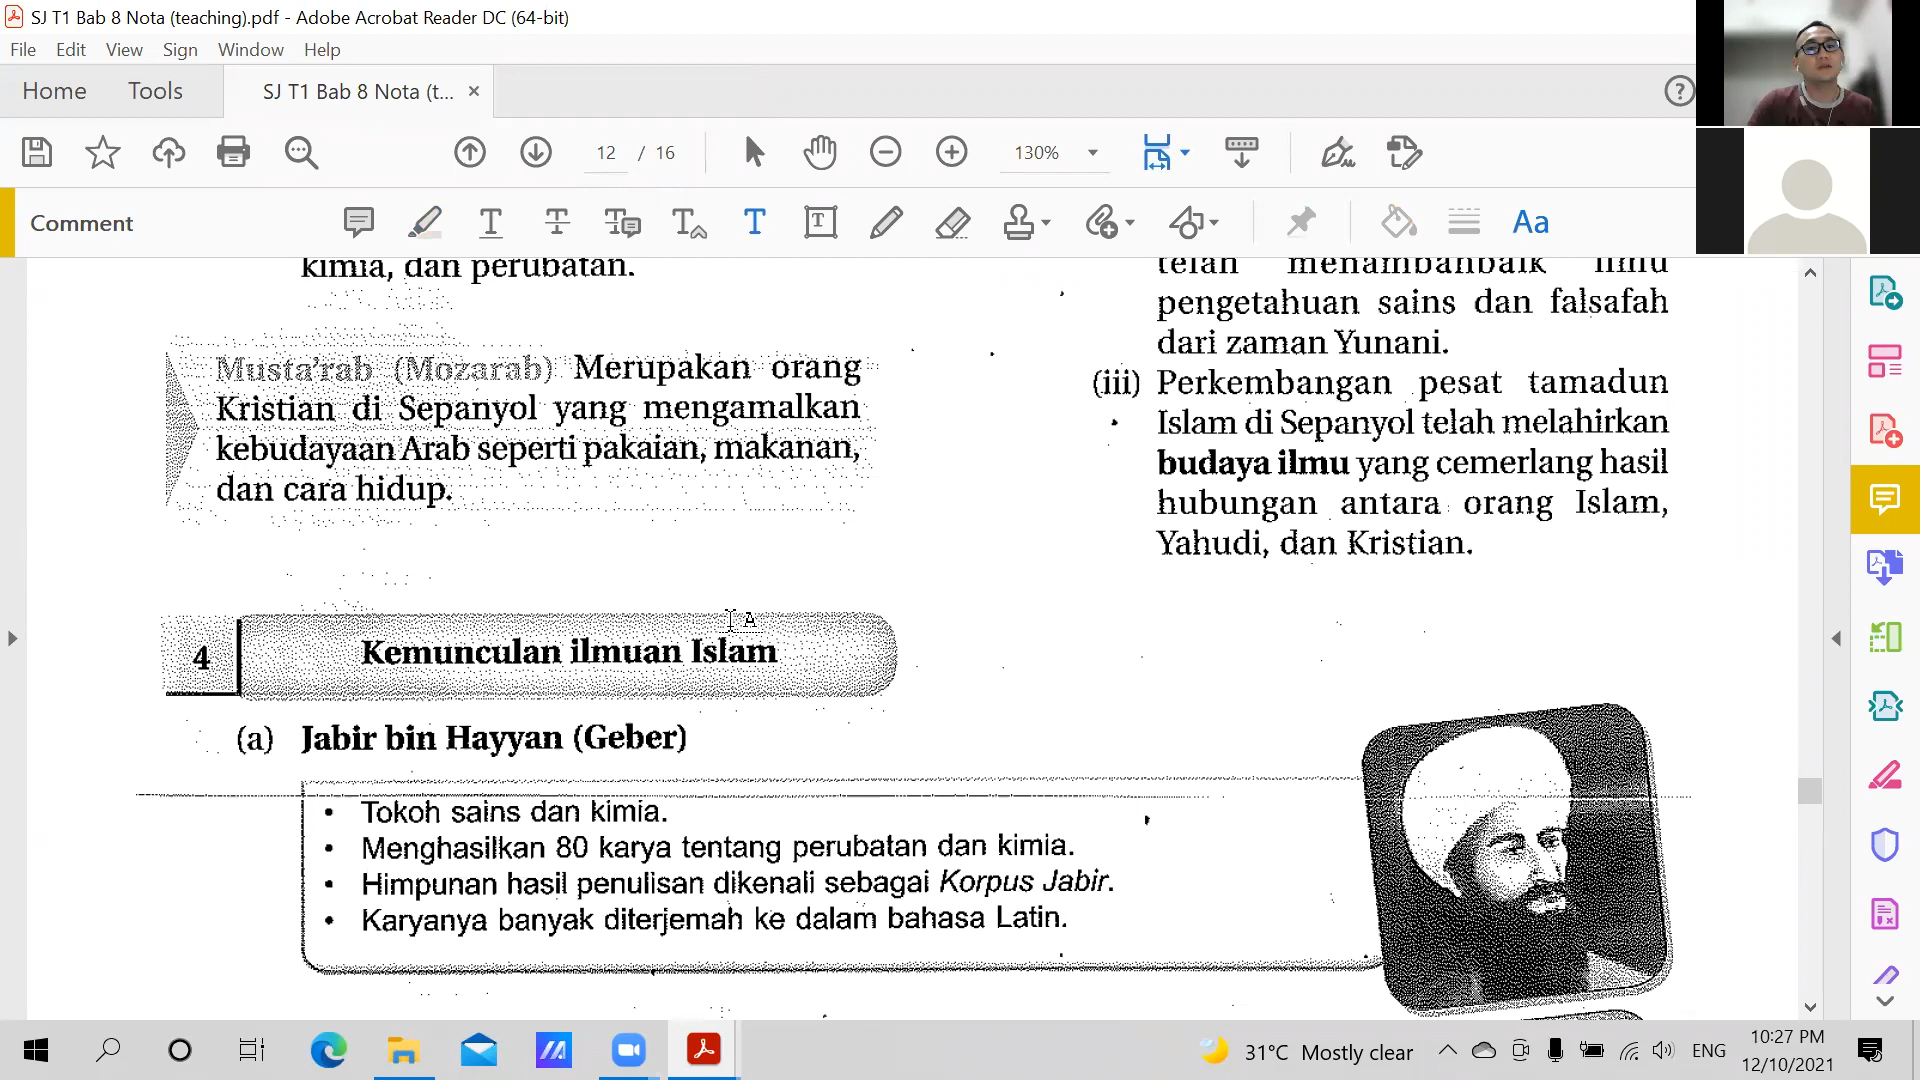 SJ T1 Bab 8 Nota (teaching).pdf - Adobe Acrobat Reader DC (64-bit)
File Edit View Sign Window Help
Home Tools SJ T1 Bab 8 Nota (t... ×
12 / 16 130%
Comment
kimia, dan perubatan.
Musta'rab (Mozarab) Merupakan orang
Kristian di Sepanyol yang mengamalkan
kebudayaan Arab seperti pakaian, makanan,
dan cara hidup.
telah menambahbaik ilmu
pengetahuan sains dan falsafah
dari zaman Yunani.
(iii) Perkembangan pesat tamadun
Islam di Sepanyol telah melahirkan
budaya ilmu yang cemerlang hasil
hubungan antara orang Islam,
Yahudi, dan Kristian.
4 Kemunculan ilmuan Islam
(a) Jabir bin Hayyan (Geber)
• Tokoh sains dan kimia.
• Menghasilkan 80 karya tentang perubatan dan kimia.
• Himpunan hasil penulisan dikenali sebagai Korpus Jabir.
• Karyanya banyak diterjemah ke dalam bahasa Latin.
31°C Mostly clear ENG 10:27 PM
12/10/2021